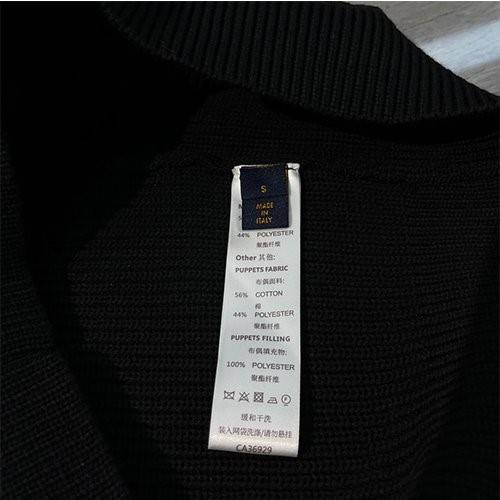 S
MADE
IN
ITALY
44% POLYESTER
聚酯纤维
Other 其他:
PUPPETS FABRIC
布偶面料:
56% COTTON
棉
44% POLYESTER
聚酯纤维
PUPPETS FILLING
布偶填充物:
100% POLYESTER
聚酯纤维
缓和干洗
装入网袋洗涤/请勿悬挂
CA36929